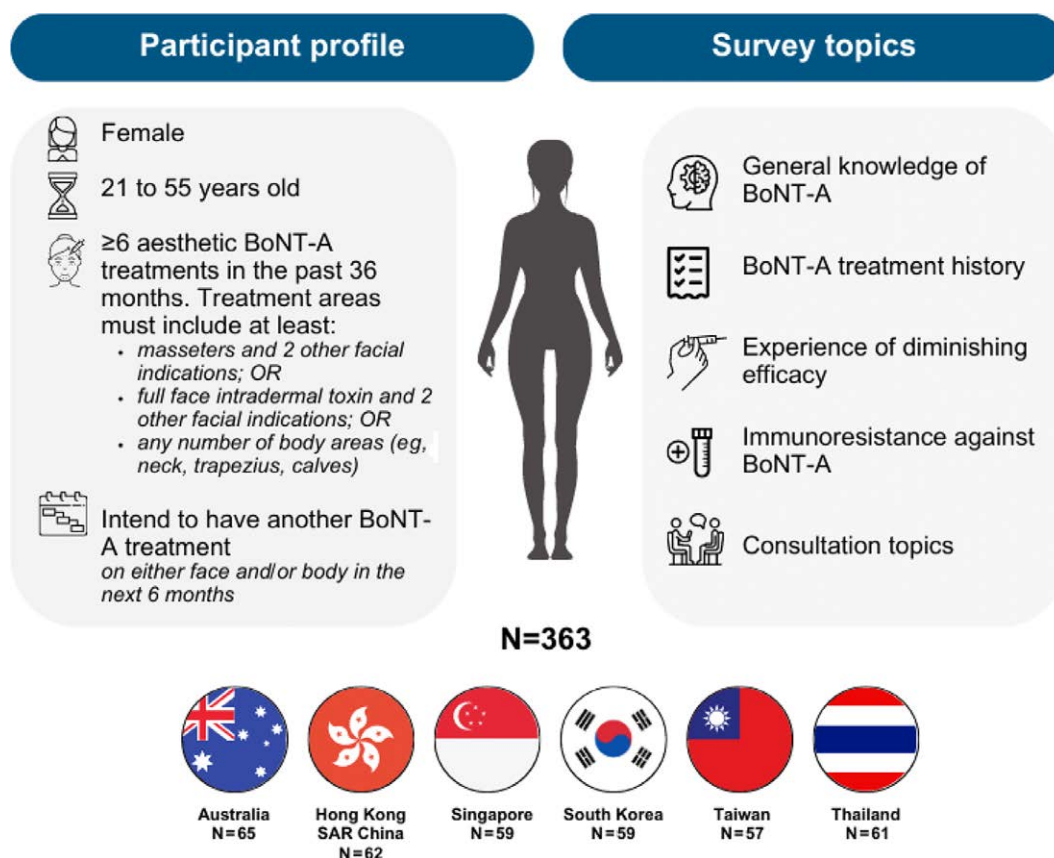 Participant profile
Female
21 to 55 years old
≥6 aesthetic BoNT-A
treatments in the past 36
months. Treatment areas
must include at least:
• masseters and 2 other facial
indications; OR
• full face intradermal toxin and 2
other facial indications; OR
• any number of body areas (eg,
neck, trapezius, calves)
Intend to have another BoNT-
A treatment
on either face and/or body in the
next 6 months
Survey topics
General knowledge of
BoNT-A
BoNT-A treatment history
Experience of diminishing
efficacy
Immunoresistance against
BoNT-A
Consultation topics
N=363
Australia
N=65
Hong Kong
SAR China
N=62
Singapore
N=59
South Korea
N=59
Taiwan
N=57
Thailand
N=61